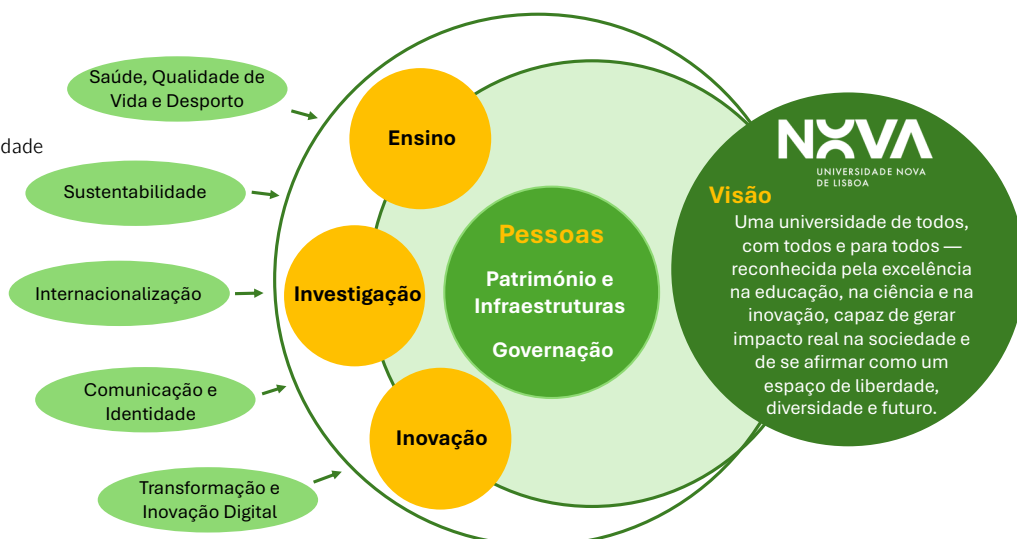 Saúde, Qualidade de
Vida e Desporto
dade
Sustentabilidade
Internacionalização
Comunicação e
Identidade
Transformação e
Inovação Digital
Ensino
Investigação
Inovação
Pessoas
Património e
Infraestruturas
Governação
NOVA
UNIVERSIDADE NOVA
DE LISBOA
Visão
Uma universidade de todos,
com todos e para todos —
reconhecida pela excelência
na educação, na ciência e na
inovação, capaz de gerar
impacto real na sociedade e
de se afirmar como um
espaço de liberdade,
diversidade e futuro.